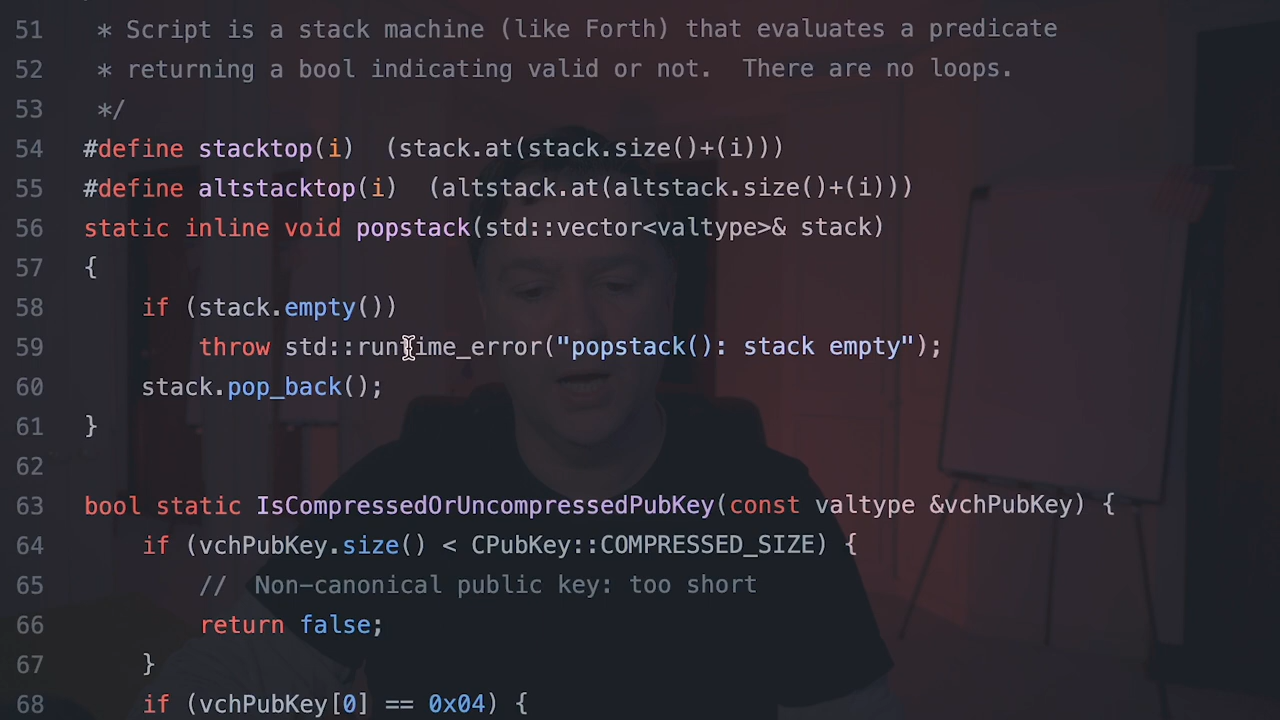 51 * Script is a stack machine (like Forth) that evaluates a predicate
52 * returning a bool indicating valid or not.  There are no loops.
53 */
54 #define stacktop(i)  (stack.at(stack.size()+(i)))
55 #define altstacktop(i)  (altstack.at(altstack.size()+(i)))
56 static inline void popstack(std::vector<valtype>& stack)
57 {
58     if (stack.empty())
59         throw std::runtime_error("popstack(): stack empty");
60     stack.pop_back();
61 }
62
63 bool static IsCompressedOrUncompressedPubKey(const valtype &vchPubKey) {
64     if (vchPubKey.size() < CPubKey::COMPRESSED_SIZE) {
65         //  Non-canonical public key: too short
66         return false;
67     }
68     if (vchPubKey[0] == 0x04) {